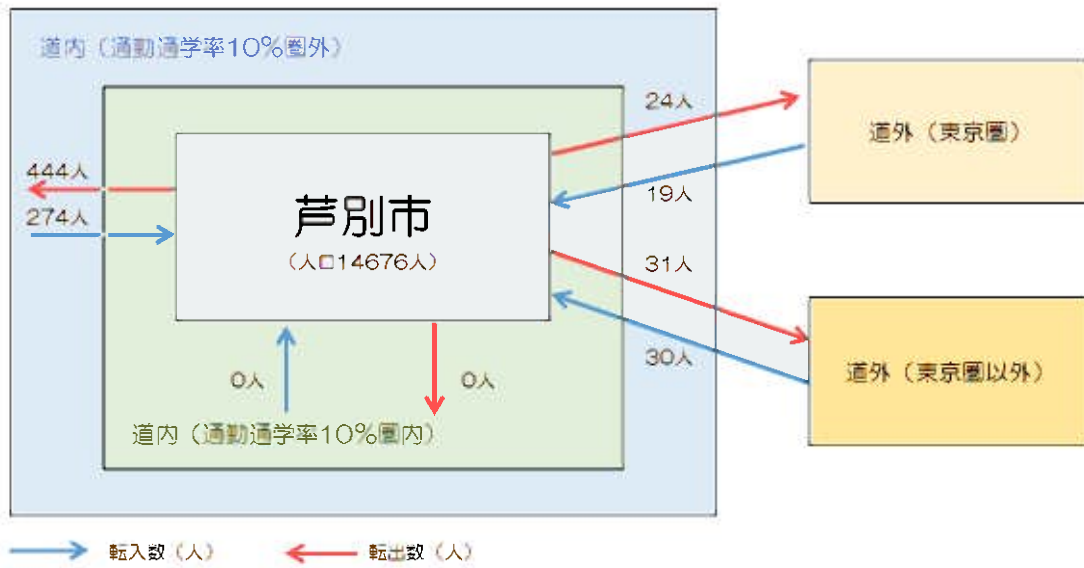 道内（通勤通学率10%圏外）
24人
道外（東京圏）
444人
19人
274人
芦別市
（人口14676人）
31人
30人
道外（東京圏以外）
0人
0人
道内（通勤通学率10%圏内）
転入数（人）
転出数（人）